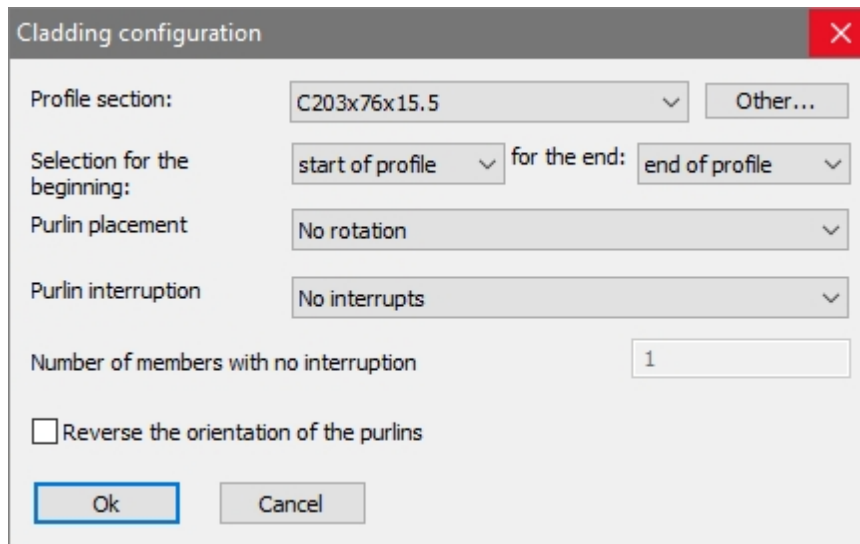 Cladding configuration
Profile section: C203x76x15.5 Other...
Selection for the beginning: start of profile for the end: end of profile
Purlin placement No rotation
Purlin interruption No interrupts
Number of members with no interruption 1
Reverse the orientation of the purlins
Ok Cancel